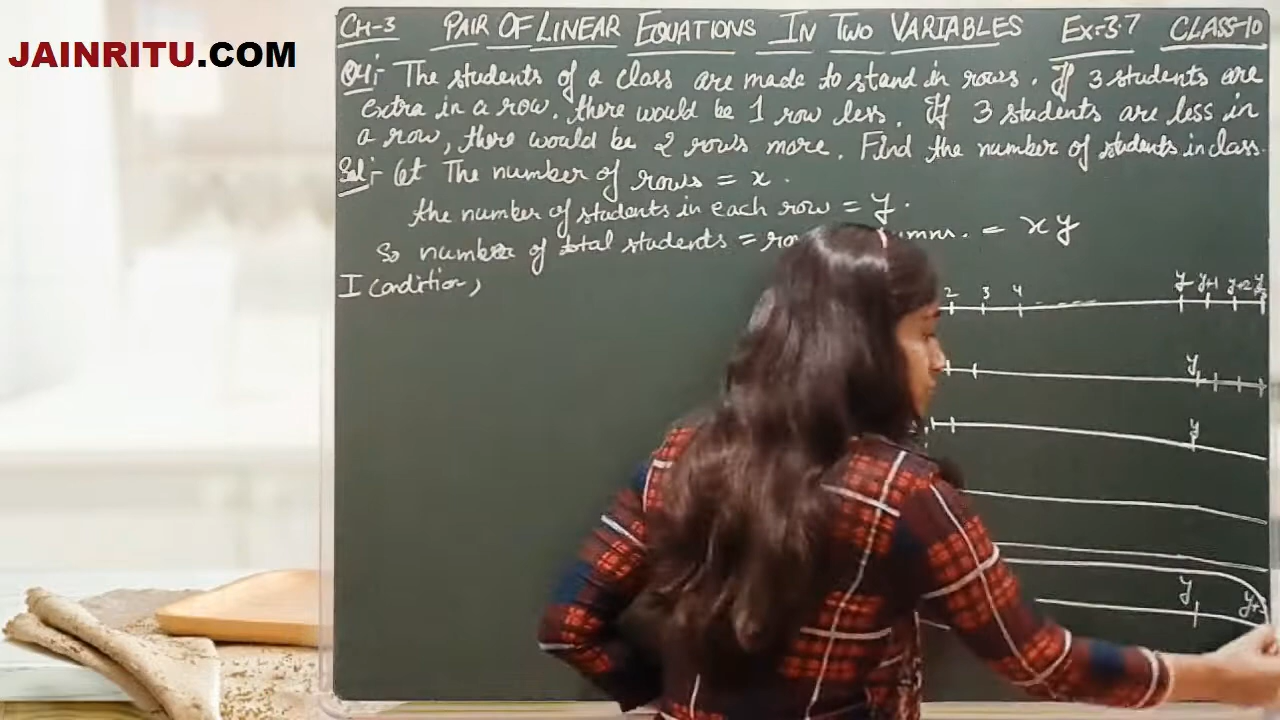 JAINRITU.COM
CH-3 PAIR OF LINEAR EQUATIONS IN TWO VARIABLES EX-3.7 CLASS-10
Q4:- The students of a class are made to stand in rows. If 3 students are
extra in a row, there would be 1 row less. If 3 students are less in
a row, there would be 2 rows more. Find the number of students in class.
Sol:- Let The number of rows = x.
the number of students in each row = y.
So number of total students = = xy
I condition,
2 3 4 y y+1 y+2
y
y
y